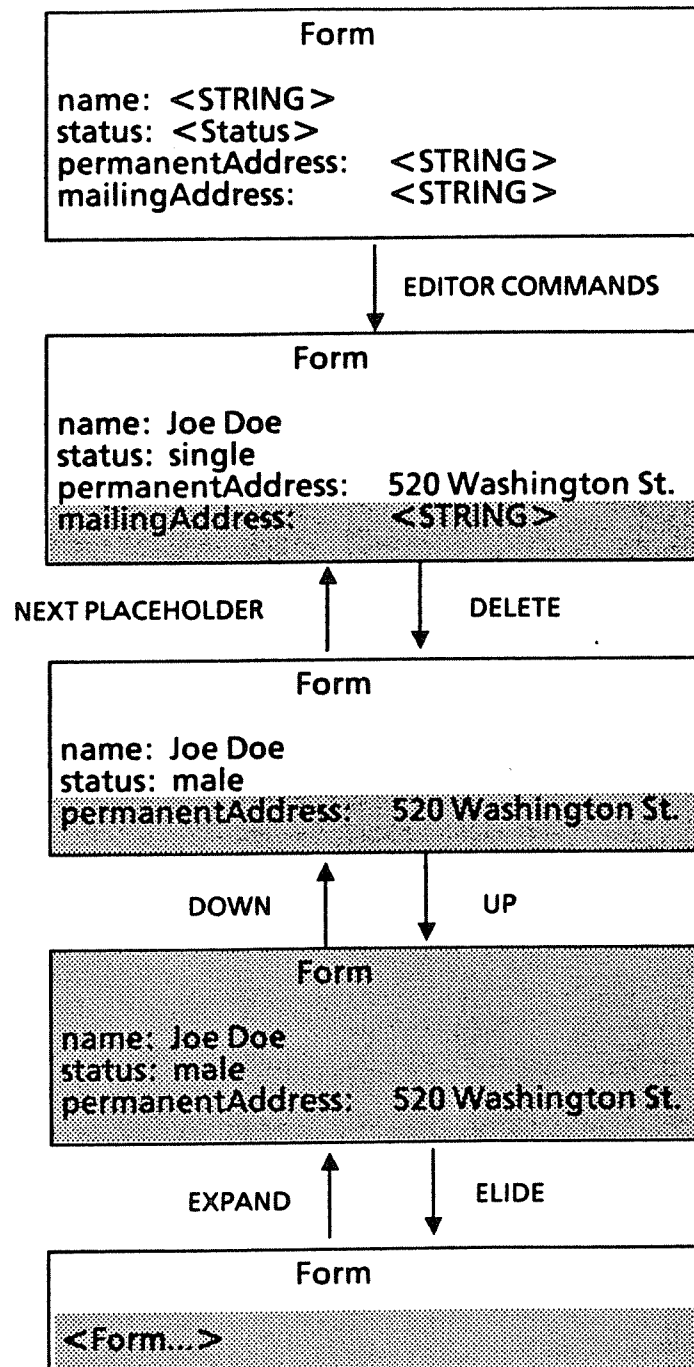 Form
name: <STRING>
status: <Status>
permanentAddress: <STRING>
mailingAddress: <STRING>
EDITOR COMMANDS
Form
name: Joe Doe
status: single
permanentAddress: 520 Washington St.
mailingAddress: <STRING>
NEXT PLACEHOLDER DELETE
Form
name: Joe Doe
status: male
permanentAddress: 520 Washington St.
DOWN UP
Form
name: Joe Doe
status: male
permanentAddress: 520 Washington St.
EXPAND ELIDE
Form
<Form...>